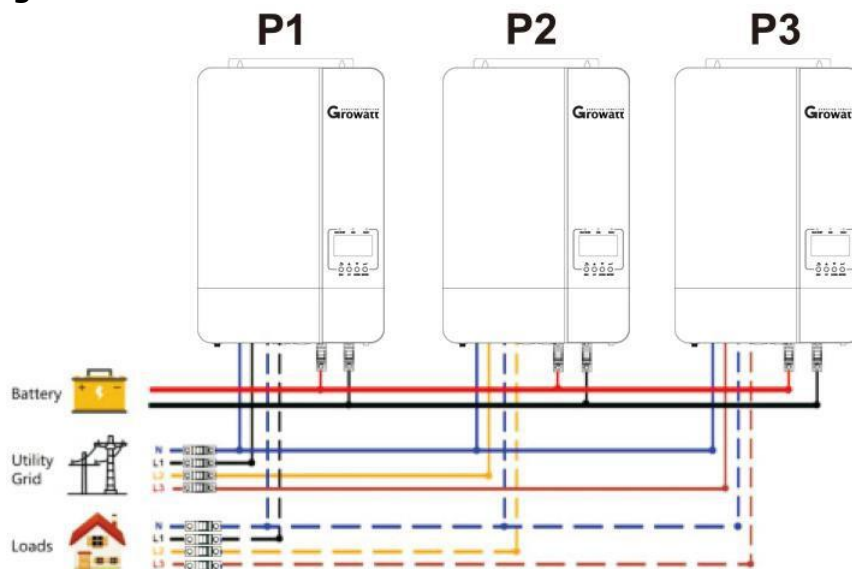 P1
P2
P3
Growatt
Growatt
Growatt
Battery
+ -
Utility
Grid
N
L1
L2
L3
Loads
N
L1
L2
L3